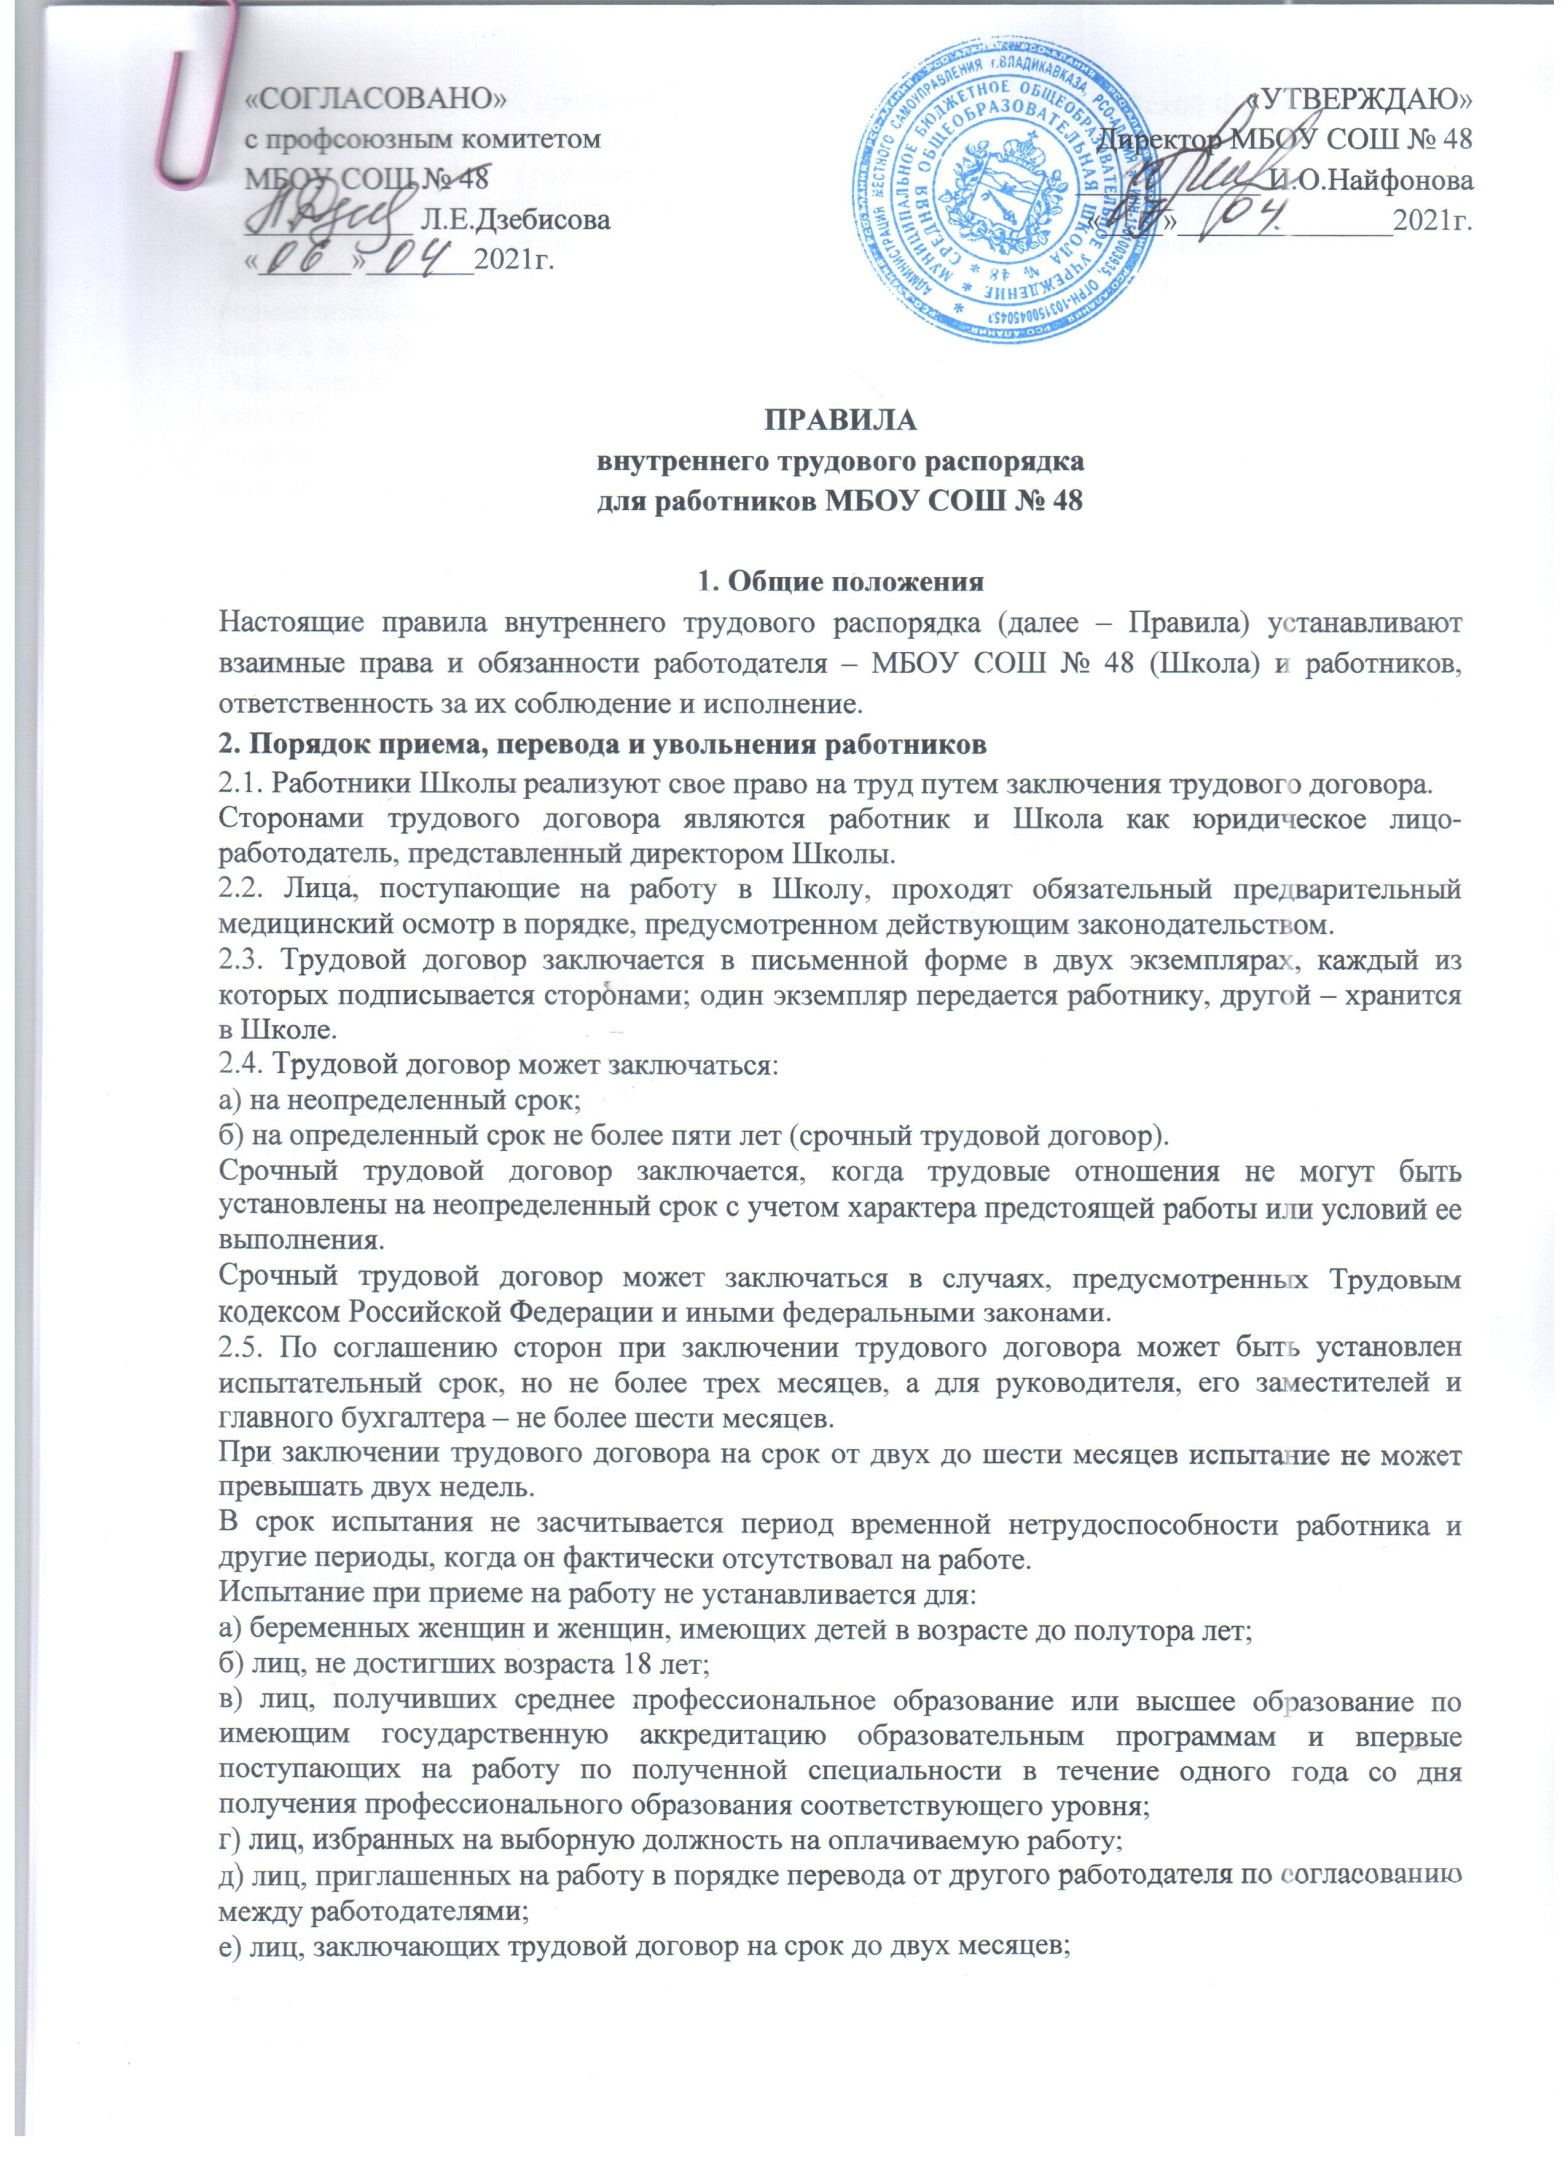 «СОГЛАСОВАНО»
с профсоюзным комитетом
МБОУ СОШ № 48
____________ Л.Е.Дзебисова
«06»  04  2021г.
«УТВЕРЖДАЮ»
Директор МБОУ СОШ № 48
____________И.О.Найфонова
«    »  04.  2021г.
АДМИНИСТРАЦИЯ МЕСТНОГО САМОУПРАВЛЕНИЯ г.ВЛАДИКАВКАЗА, РСО-АЛАНИЯ
МУНИЦИПАЛЬНОЕ БЮДЖЕТНОЕ ОБЩЕОБРАЗОВАТЕЛЬНОЕ УЧРЕЖДЕНИЕ
СРЕДНЯЯ ОБЩЕОБРАЗОВАТЕЛЬНАЯ ШКОЛА № 48
ПРАВИЛА
внутреннего трудового распорядка
для работников МБОУ СОШ № 48
1. Общие положения
Настоящие правила внутреннего трудового распорядка (далее – Правила) устанавливают
взаимные права и обязанности работодателя – МБОУ СОШ № 48 (Школа) и работников,
ответственность за их соблюдение и исполнение.
2. Порядок приема, перевода и увольнения работников
2.1. Работники Школы реализуют свое право на труд путем заключения трудового договора.
Сторонами трудового договора являются работник и Школа как юридическое лицо-
работодатель, представленный директором Школы.
2.2. Лица, поступающие на работу в Школу, проходят обязательный предварительный
медицинский осмотр в порядке, предусмотренном действующим законодательством.
2.3. Трудовой договор заключается в письменной форме в двух экземплярах, каждый из
которых подписывается сторонами; один экземпляр передается работнику, другой – хранится
в Школе.
2.4. Трудовой договор может заключаться:
а) на неопределенный срок;
б) на определенный срок не более пяти лет (срочный трудовой договор).
Срочный трудовой договор заключается, когда трудовые отношения не могут быть
установлены на неопределенный срок с учетом характера предстоящей работы или условий ее
выполнения.
Срочный трудовой договор может заключаться в случаях, предусмотренных Трудовым
кодексом Российской Федерации и иными федеральными законами.
2.5. По соглашению сторон при заключении трудового договора может быть установлен
испытательный срок, но не более трех месяцев, а для руководителя, его заместителей и
главного бухгалтера – не более шести месяцев.
При заключении трудового договора на срок от двух до шести месяцев испытание не может
превышать двух недель.
В срок испытания не засчитывается период временной нетрудоспособности работника и
другие периоды, когда он фактически отсутствовал на работе.
Испытание при приеме на работу не устанавливается для:
а) беременных женщин и женщин, имеющих детей в возрасте до полутора лет;
б) лиц, не достигших возраста 18 лет;
в) лиц, получивших среднее профессиональное образование или высшее образование по
имеющим государственную аккредитацию образовательным программам и впервые
поступающих на работу по полученной специальности в течение одного года со дня
получения профессионального образования соответствующего уровня;
г) лиц, избранных на выборную должность на оплачиваемую работу;
д) лиц, приглашенных на работу в порядке перевода от другого работодателя по согласованию
между работодателями;
е) лиц, заключающих трудовой договор на срок до двух месяцев;